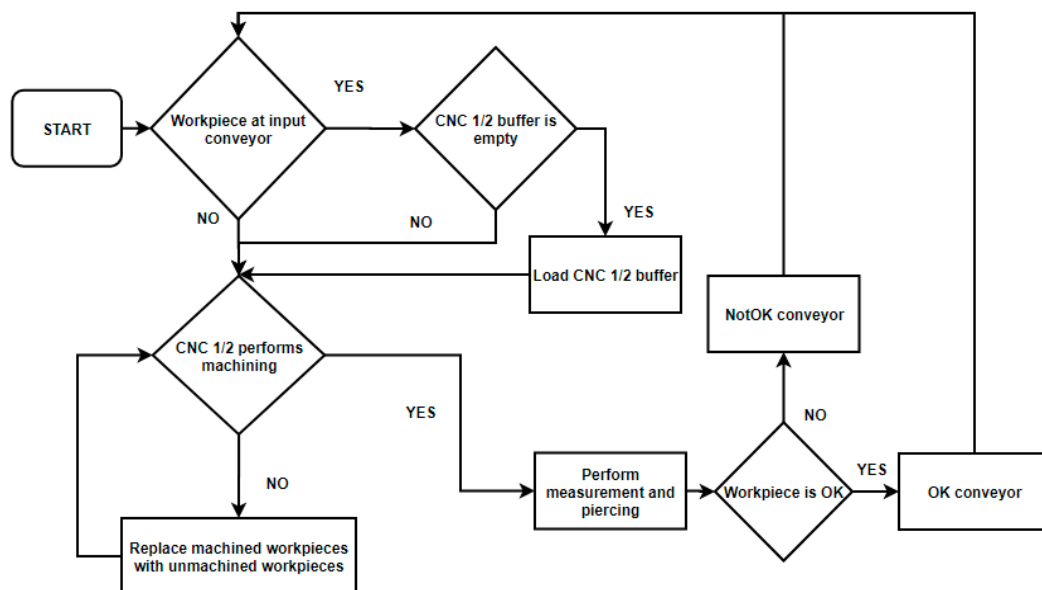 START
Workpiece at input
conveyor
YES
CNC 1/2 buffer is
empty
NO
NO
YES
Load CNC 1/2 buffer
CNC 1/2 performs
machining
YES
NO
Replace machined workpieces
with unmachined workpieces
Perform
measurement and
piercing
Workpiece is OK
NO
NotOK conveyor
YES
OK conveyor